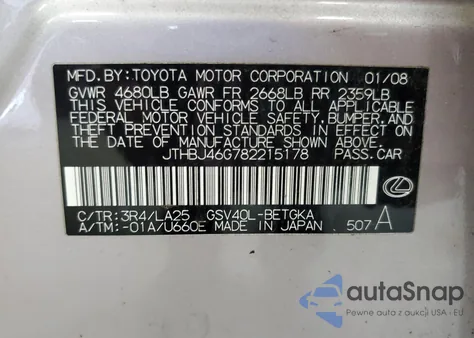 MFD. BY: TOYOTA MOTOR CORPORATION 01/08
GVWR 4680LB GAWR FR 2668LB RR 2359LB
THIS VEHICLE CONFORMS TO ALL APPLICABLE
FEDERAL MOTOR VEHICLE SAFETY, BUMPER,
AND THEFT PREVENTION STANDARDS IN EFFECT ON
THE DATE OF MANUFACTURE SHOWN ABOVE.
JTHBJ46G782215178 PASS.CAR
C/TR: 3R4/LA25 GSV40L-BETGKA
A/TM: -01A/U660E MADE IN JAPAN 507 A
autoSnap
Pewne auta z aukcji USA i EU